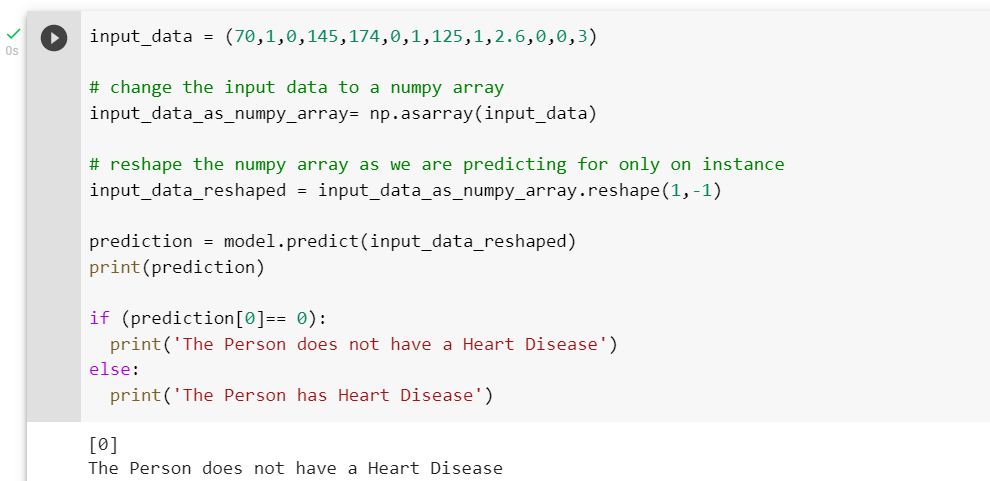 input_data = (70,1,0,145,174,0,1,125,1,2.6,0,0,3)
0s
# change the input data to a numpy array
input_data_as_numpy_array= np.asarray(input_data)
# reshape the numpy array as we are predicting for only on instance
input_data_reshaped = input_data_as_numpy_array.reshape(1,-1)
prediction = model.predict(input_data_reshaped)
print(prediction)
if (prediction[0]== 0):
  print('The Person does not have a Heart Disease')
else:
  print('The Person has Heart Disease')
[0]
The Person does not have a Heart Disease